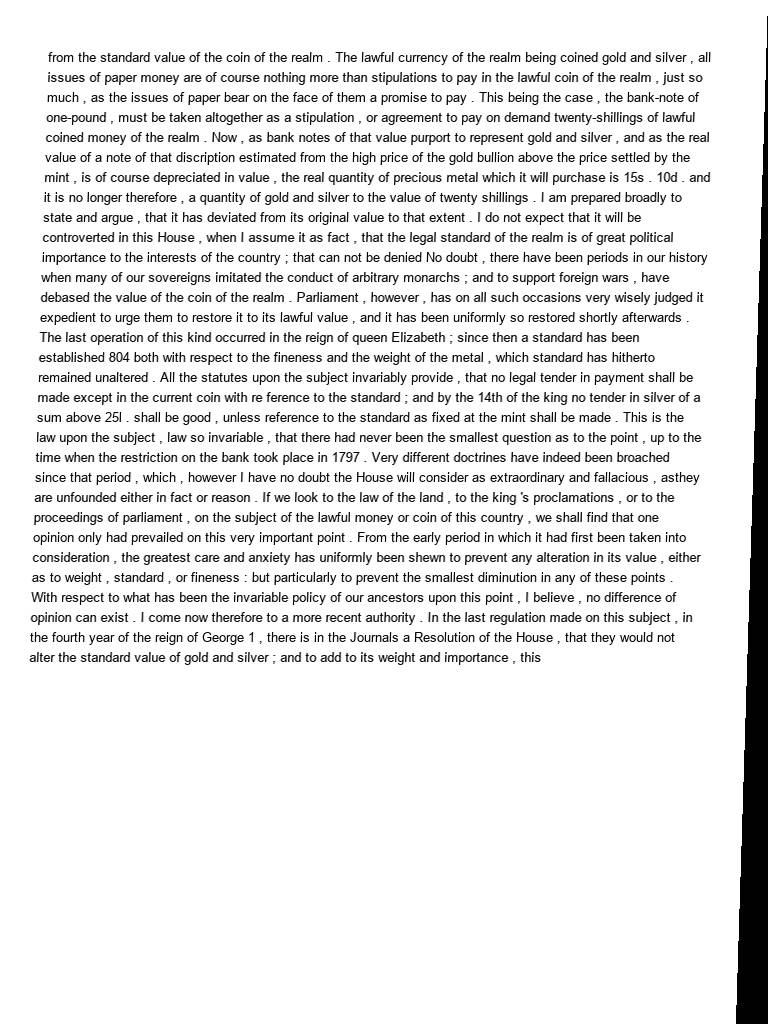 from the standard value of the coin of the realm . The lawful currency of the realm being coined gold and silver , all
issues of paper money are of course nothing more than stipulations to pay in the lawful coin of the realm , just so
much , as the issues of paper bear on the face of them a promise to pay . This being the case , the bank-note of
one-pound , must be taken altogether as a stipulation , or agreement to pay on demand twenty-shillings of lawful
coined money of the realm . Now , as bank notes of that value purport to represent gold and silver , and as the real
value of a note of that discription estimated from the high price of the gold bullion above the price settled by the
mint , is of course depreciated in value , the real quantity of precious metal which it will purchase is 15s . 10d . and
it is no longer therefore , a quantity of gold and silver to the value of twenty shillings . I am prepared broadly to
state and argue , that it has deviated from its original value to that extent . I do not expect that it will be
controverted in this House , when I assume it as fact , that the legal standard of the realm is of great political
importance to the interests of the country ; that can not be denied No doubt , there have been periods in our history
when many of our sovereigns imitated the conduct of arbitrary monarchs ; and to support foreign wars , have
debased the value of the coin of the realm . Parliament , however , has on all such occasions very wisely judged it
expedient to urge them to restore it to its lawful value , and it has been uniformly so restored shortly afterwards .
The last operation of this kind occurred in the reign of queen Elizabeth ; since then a standard has been
established 804 both with respect to the fineness and the weight of the metal , which standard has hitherto
remained unaltered . All the statutes upon the subject invariably provide , that no legal tender in payment shall be
made except in the current coin with re ference to the standard ; and by the 14th of the king no tender in silver of a
sum above 25l . shall be good , unless reference to the standard as fixed at the mint shall be made . This is the
law upon the subject , law so invariable , that there had never been the smallest question as to the point , up to the
time when the restriction on the bank took place in 1797 . Very different doctrines have indeed been broached
since that period , which , however I have no doubt the House will consider as extraordinary and fallacious , asthey
are unfounded either in fact or reason . If we look to the law of the land , to the king 's proclamations , or to the
proceedings of parliament , on the subject of the lawful money or coin of this country , we shall find that one
opinion only had prevailed on this very important point . From the early period in which it had first been taken into
consideration , the greatest care and anxiety has uniformly been shewn to prevent any alteration in its value , either
as to weight , standard , or fineness : but particularly to prevent the smallest diminution in any of these points .
With respect to what has been the invariable policy of our ancestors upon this point , I believe , no difference of
opinion can exist . I come now therefore to a more recent authority . In the last regulation made on this subject , in
the fourth year of the reign of George 1 , there is in the Journals a Resolution of the House , that they would not
alter the standard value of gold and silver ; and to add to its weight and importance , this